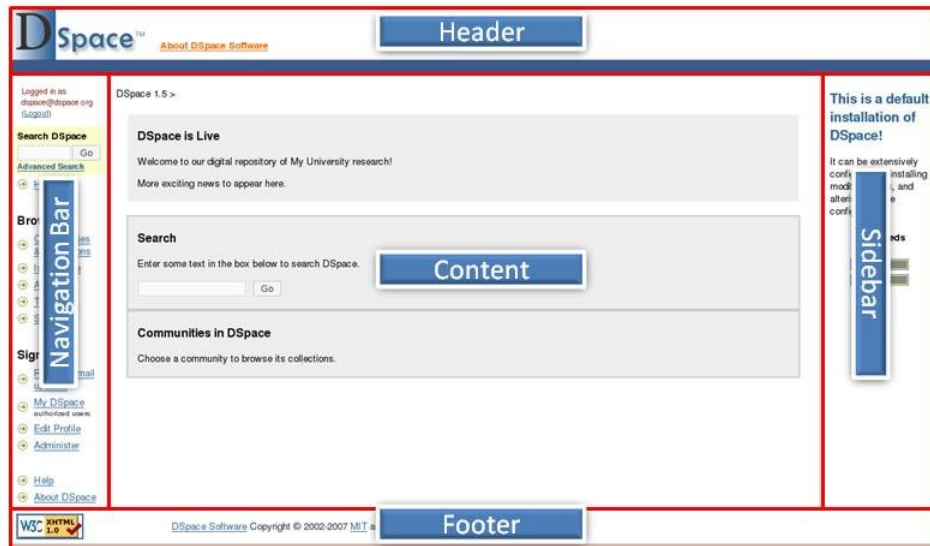 DSpace™
About DSpace Software
Header
Logged in as
dspace@dspace.org
(Logout)
Search DSpace
Go
Advanced Search
Navigation Bar
My DSpace
authorized users
Edit Profile
Administer
Help
About DSpace
DSpace 1.5 >
DSpace is Live
Welcome to our digital repository of My University research!
More exciting news to appear here.
Search
Enter some text in the box below to search DSpace.
Go
Content
Communities in DSpace
Choose a community to browse its collections.
This is a default
installation of
DSpace!
It can be extensively
installing
and
Sidebar
W3C XHTML 1.0
DSpace Software Copyright © 2002-2007 MIT
Footer